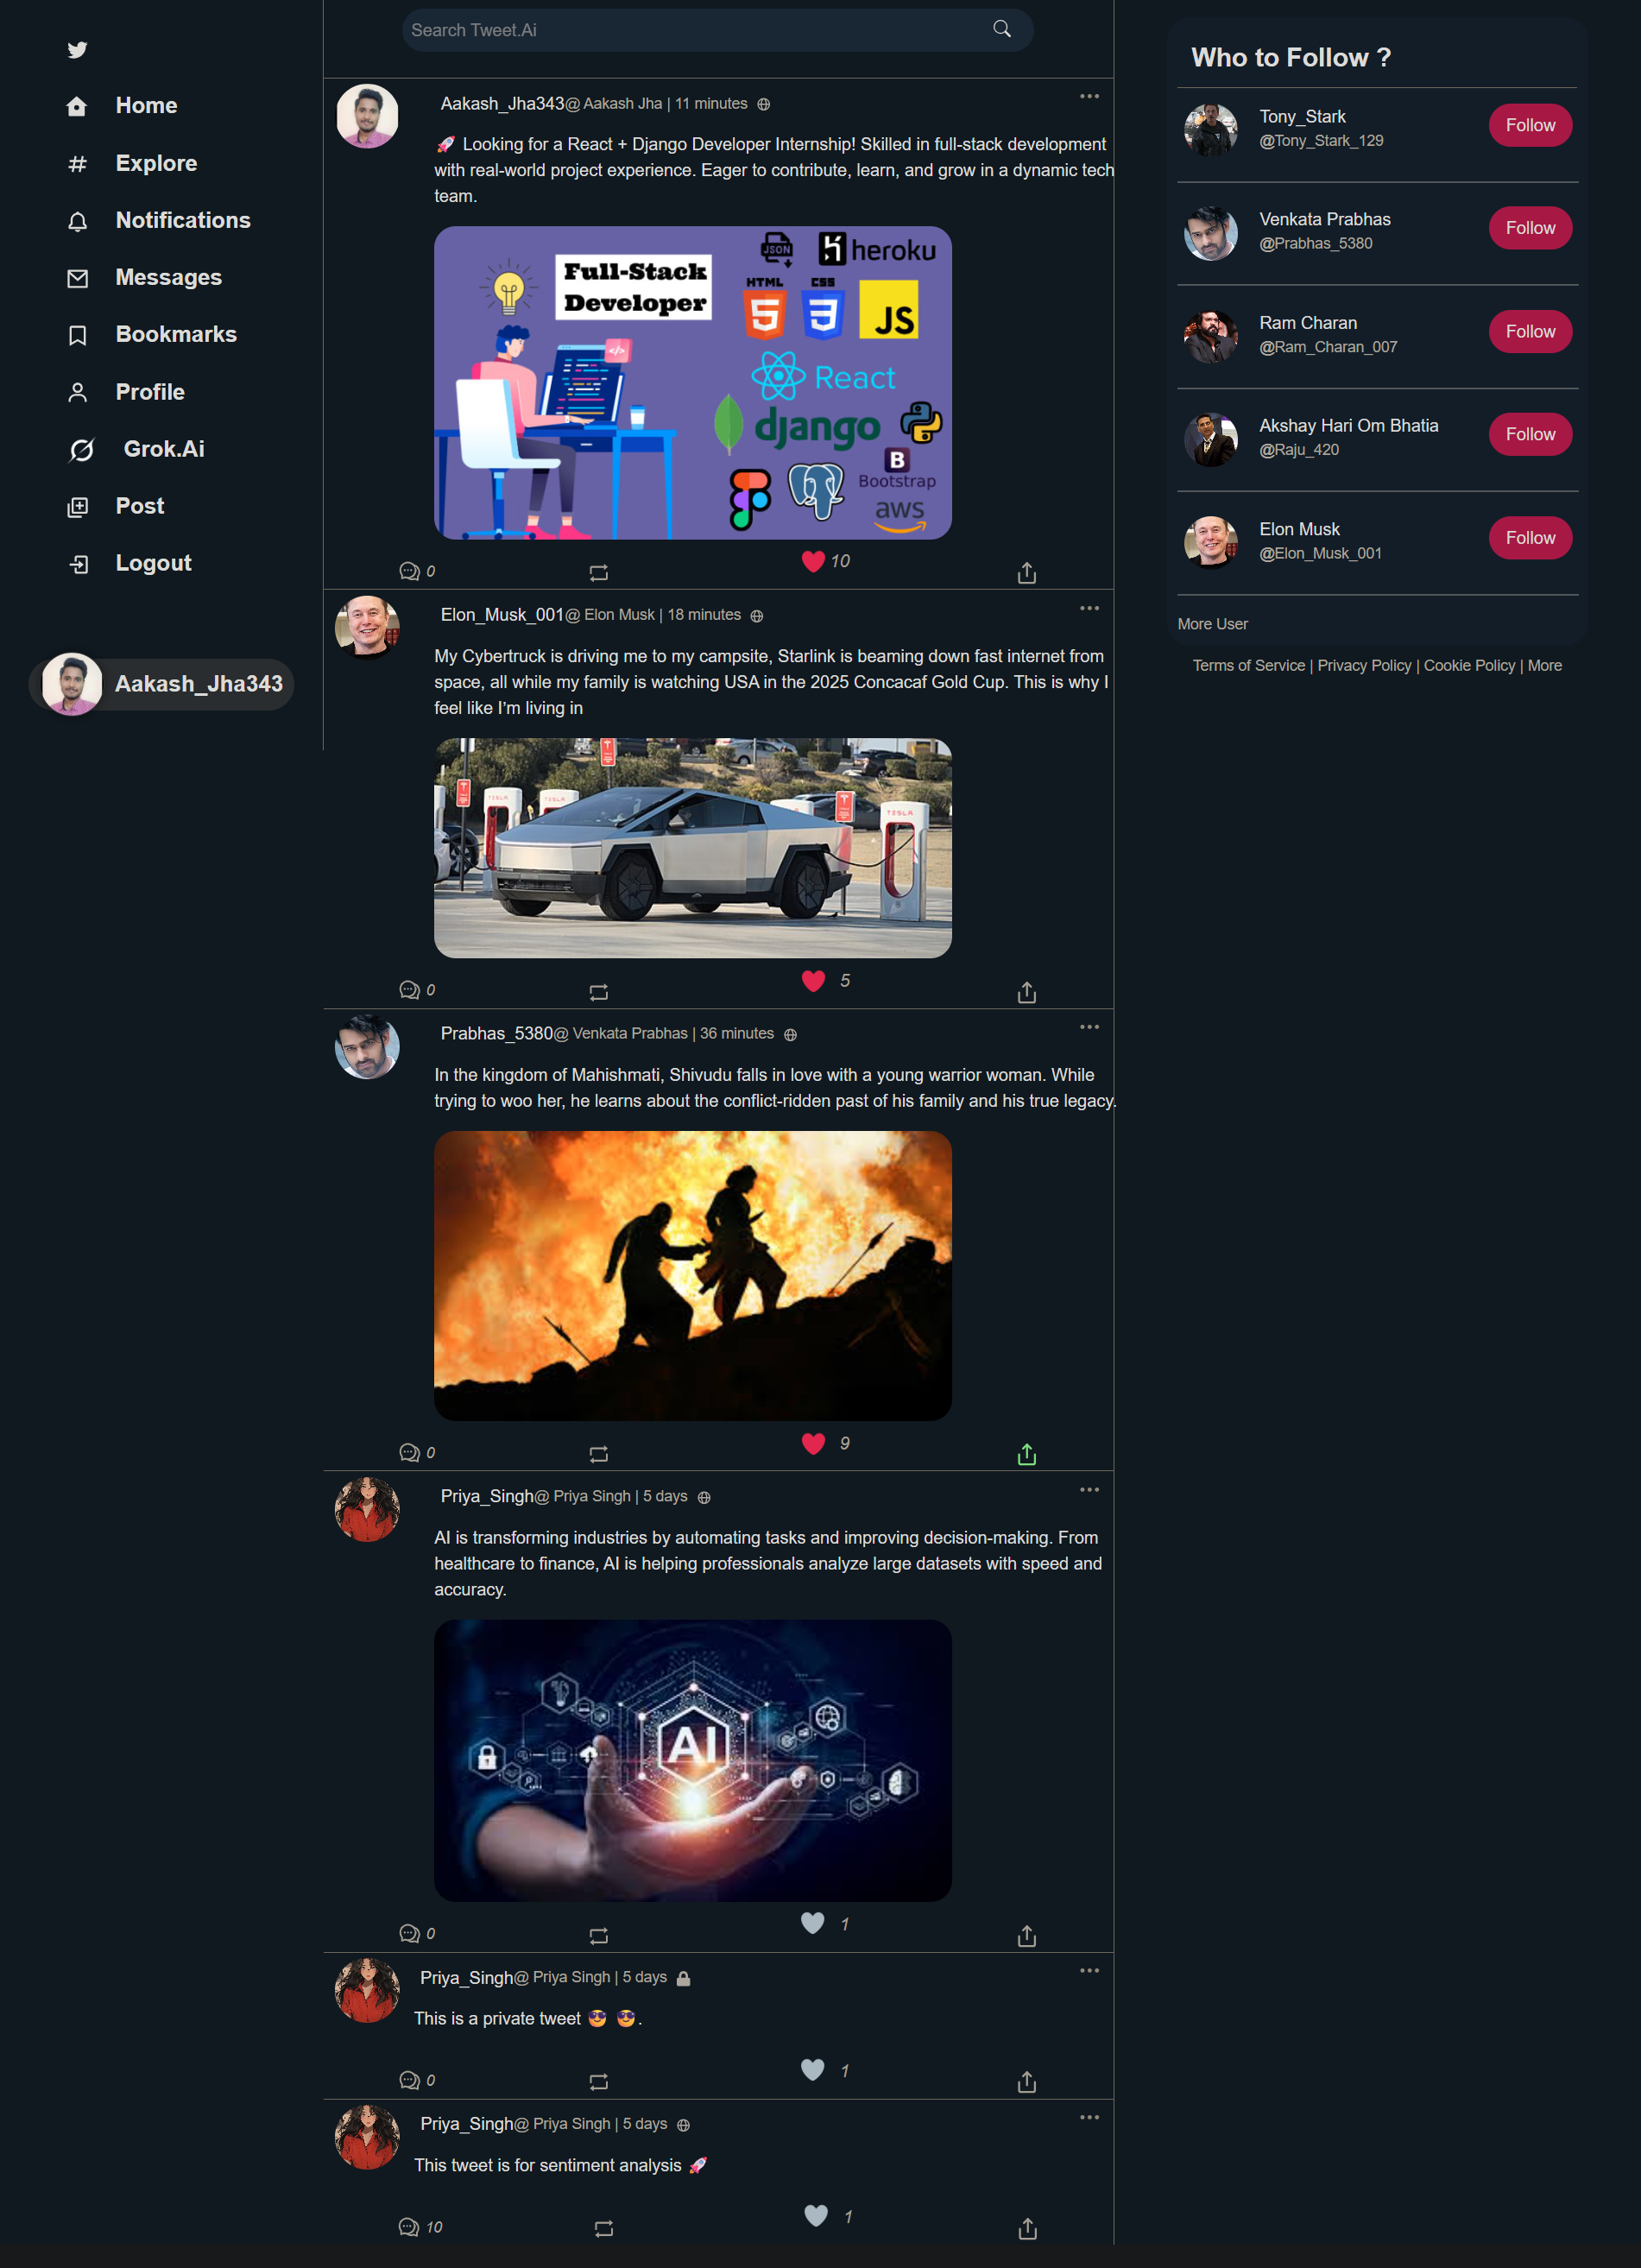 Search Tweet.Ai
Home
Explore
Notifications
Messages
Bookmarks
Profile
Grok.Ai
Post
Logout
Aakash_Jha343
Aakash_Jha343@ Aakash Jha | 11 minutes
🚀 Looking for a React + Django Developer Internship! Skilled in full-stack development
with real-world project experience. Eager to contribute, learn, and grow in a dynamic tech
team.
Full-Stack
Developer
JSON
heroku
HTML
5
CSS
3
JS
React
django
B
Bootstrap
aws
0
10
Elon_Musk_001@ Elon Musk | 18 minutes
My Cybertruck is driving me to my campsite, Starlink is beaming down fast internet from
space, all while my family is watching USA in the 2025 Concacaf Gold Cup. This is why I
feel like I’m living in
TESLA
TESLA
TESLA
0
5
Prabhas_5380@ Venkata Prabhas | 36 minutes
In the kingdom of Mahishmati, Shivudu falls in love with a young warrior woman. While
trying to woo her, he learns about the conflict-ridden past of his family and his true legacy.
0
9
Priya_Singh@ Priya Singh | 5 days
AI is transforming industries by automating tasks and improving decision-making. From
healthcare to finance, AI is helping professionals analyze large datasets with speed and
accuracy.
AI
0
1
Priya_Singh@ Priya Singh | 5 days
This is a private tweet 😎 😎.
0
1
Priya_Singh@ Priya Singh | 5 days
This tweet is for sentiment analysis 🚀
10
1
Who to Follow ?
Tony_Stark
@Tony_Stark_129
Follow
Venkata Prabhas
@Prabhas_5380
Follow
Ram Charan
@Ram_Charan_007
Follow
Akshay Hari Om Bhatia
@Raju_420
Follow
Elon Musk
@Elon_Musk_001
Follow
More User
Terms of Service | Privacy Policy | Cookie Policy | More